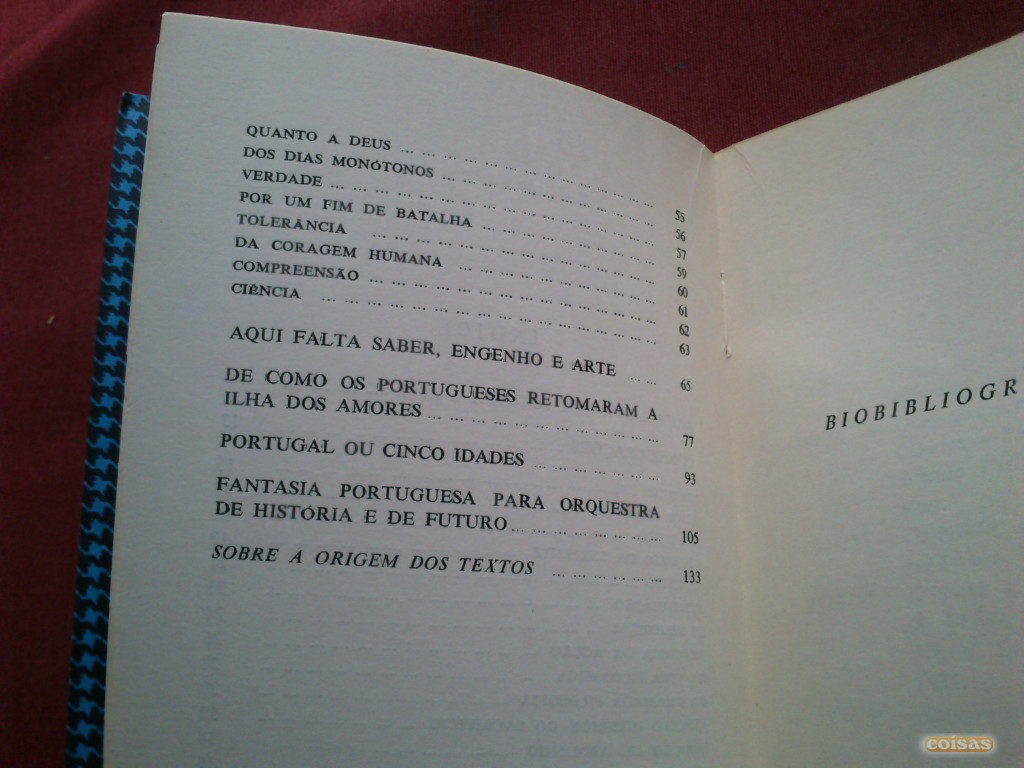 QUANTO A DEUS ... ... ... ... ... ... ... ... ... ... ... ... 55
DOS DIAS MONÓTONOS ... ... ... ... ... ... ... ... ... ... 56
VERDADE ... ... ... ... ... ... ... ... ... ... ... ... ... ... ... 57
POR UM FIM DE BATALHA ... ... ... ... ... ... ... ... 59
TOLERANCIA ... ... ... ... ... ... ... ... ... ... ... ... ... 60
DA CORAGEM HUMANA ... ... ... ... ... ... ... ... ... 61
COMPREENSÃO ... ... ... ... ... ... ... ... ... ... ... ... ... 62
CIÊNCIA ... ... ... ... ... ... ... ... ... ... ... ... ... ... ... 63
AQUI FALTA SABER, ENGENHO E ARTE ... ... 65
DE COMO OS PORTUGUESES RETOMARAM A
ILHA DOS AMORES ... ... ... ... ... ... ... ... ... ... ... 77
PORTUGAL OU CINCO IDADES ... ... ... ... ... ... 93
FANTASIA PORTUGUESA PARA ORQUESTRA
DE HISTÓRIA E DE FUTURO ... ... ... ... ... ... ... 105
SOBRE A ORIGEM DOS TEXTOS ... ... ... ... ... ... 133
BIOBIBLIOGR
coisas